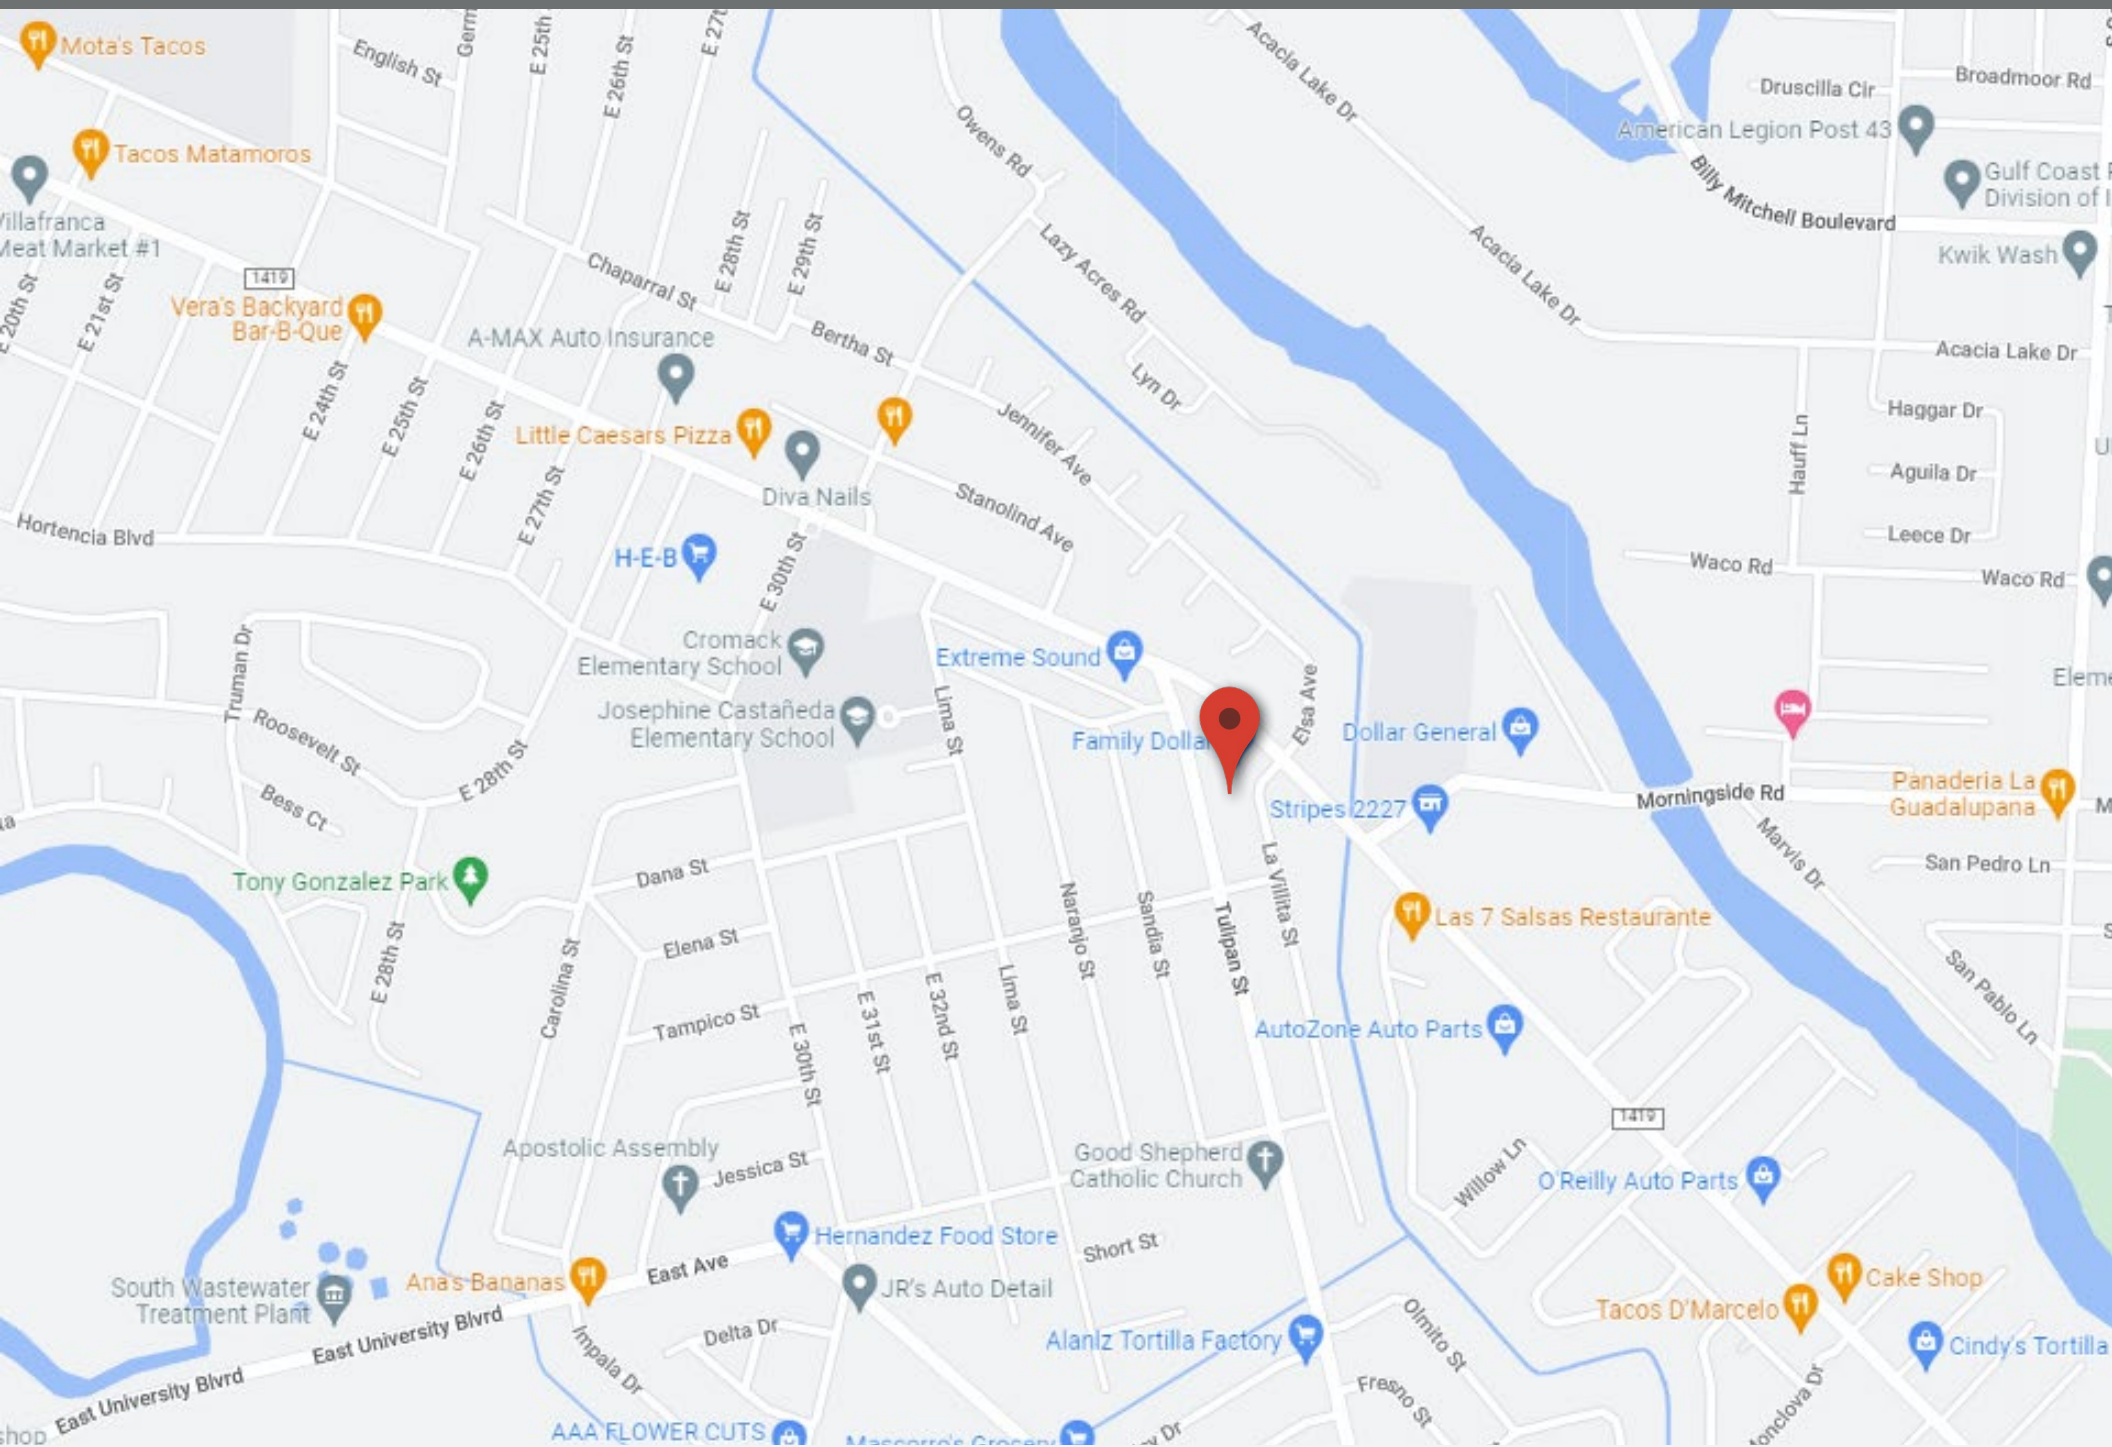 Mota's Tacos
English St
E 25th
E 26th St
Acacia Lake Dr
Druscilla Cir
Broadmoor Rd
American Legion Post 43
Owens Rd
Tacos Matamoros
Billy Mitchell Boulevard
Gulf Coast
Division of
Villafranca
Meat Market #1
Kwik Wash
1419
Chaparral St
E 28th St
E 29th St
Lazy Acres Rd
Acacia Lake Dr
E 20th St
E 21st St
Vera's Backyard
Bar-B-Que
A-MAX Auto Insurance
Bertha St
Acacia Lake Dr
Lyn Dr
E 24th St
E 25th St
E 26th St
Little Caesars Pizza
Jennifer Ave
Haggar Dr
Hauff Ln
Aguila Dr
Diva Nails
Stanolind Ave
E 27th St
Hortencia Blvd
Leece Dr
H-E-B
E 30th St
Waco Rd
Waco Rd
Cromack
Elementary School
Extreme Sound
Truman Dr
Josephine Castañeda
Elementary School
Lima St
Elsa Ave
Roosevelt St
Family Dollar
Dollar General
E 28th St
Bess Ct
Stripes 2227
Morningside Rd
Panaderia La
Guadalupana
Marvis Dr
San Pedro Ln
Dana St
La Villita St
Tony Gonzalez Park
Naranjo St
Sandia St
Tulipan St
Las 7 Salsas Restaurante
Elena St
E 28th St
Carolina St
Tampico St
E 31st St
E 32nd St
Lima St
San Pablo Ln
E 30th St
AutoZone Auto Parts
1419
Apostolic Assembly
Jessica St
Good Shepherd
Catholic Church
Willow Ln
O'Reilly Auto Parts
Hernandez Food Store
Short St
East Ave
South Wastewater
Treatment Plant
Ana's Bananas
JR's Auto Detail
Cake Shop
Tacos D'Marcelo
East University Blvrd
Impala Dr
Delta Dr
Alaniz Tortilla Factory
Olmito St
Cindy's Tortilla
East University Blvrd
Fresno St
AAA FLOWER CUTS
Mascorro's Grocery